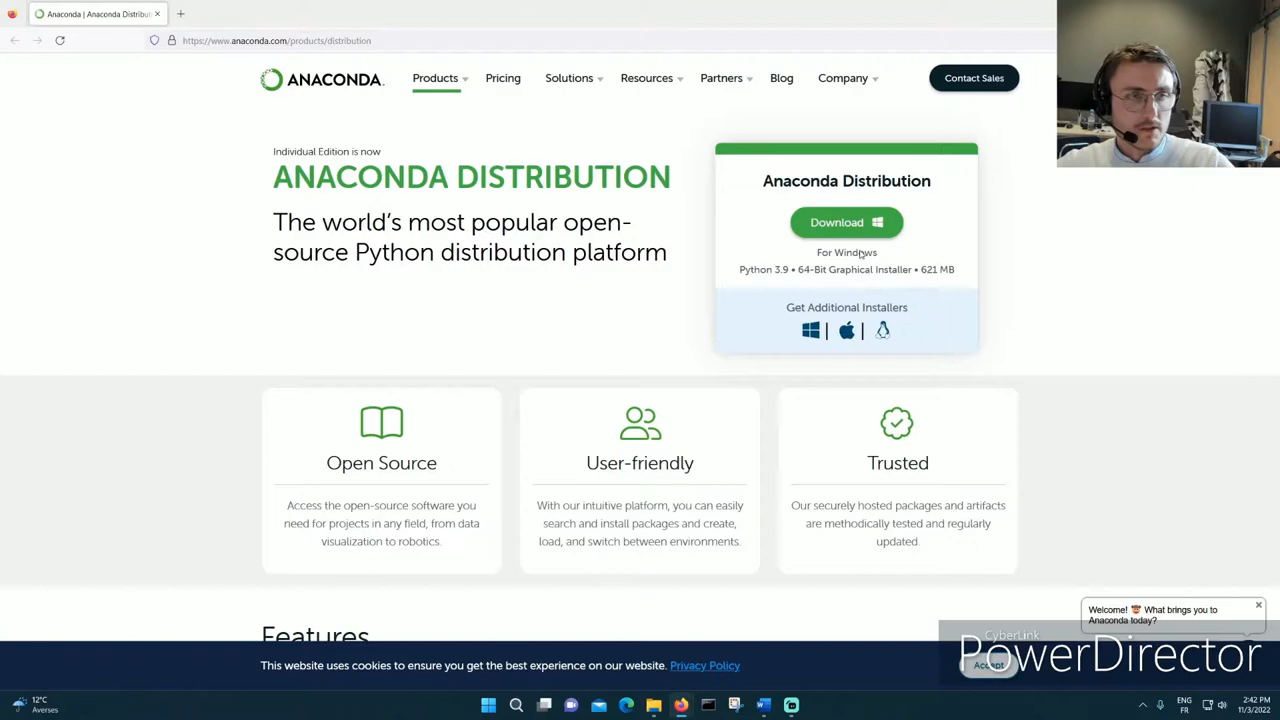 Anaconda | Anaconda Distributi
https://www.anaconda.com/products/distribution
ANACONDA.
Products
Pricing
Solutions
Resources
Partners
Blog
Company
Contact Sales
Individual Edition is now
ANACONDA DISTRIBUTION
The world's most popular open-
source Python distribution platform
Anaconda Distribution
Download
For Windows
Python 3.9 • 64-Bit Graphical Installer • 621 MB
Get Additional Installers
Open Source
Access the open-source software you
need for projects in any field, from data
visualization to robotics.
User-friendly
With our intuitive platform, you can easily
search and install packages and create,
load, and switch between environments.
Trusted
Our securely hosted packages and artifacts
are methodically tested and regularly
updated.
Features
Welcome! What brings you to
Anaconda today?
This website uses cookies to ensure you get the best experience on our website. Privacy Policy
Accept
CyberLink
PowerDirector
12°C
Averses
ENG
FR
2:42 PM
11/3/2022